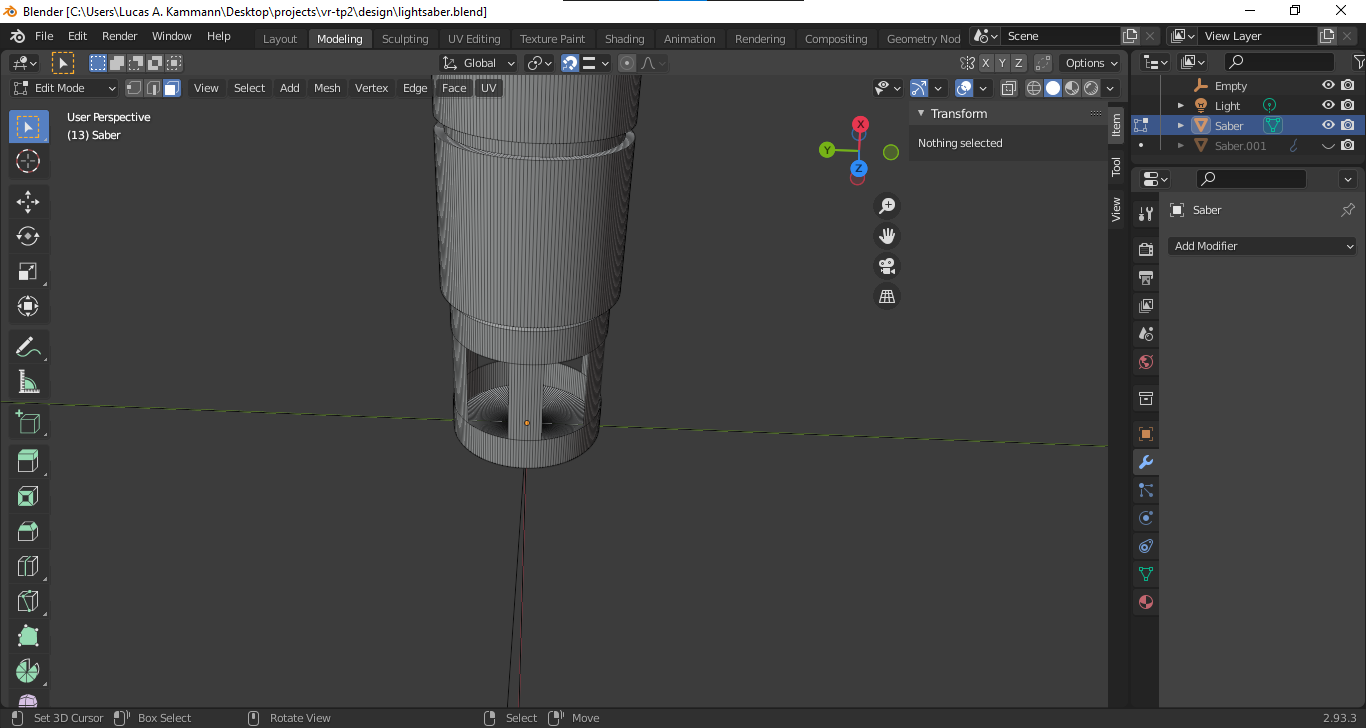 Blender [C:\Users\Lucas A. Kammann\Desktop\projects\vr-tp2\design\lightsaber.blend]
File Edit Render Window Help Layout Modeling Sculpting UV Editing Texture Paint Shading Animation Rendering Compositing Geometry Nod Scene View Layer
Global X Y Z Options
Edit Mode View Select Add Mesh Vertex Edge Face UV
User Perspective
(13) Saber
Transform
Nothing selected
Item
Tool
View
X
Y
Z
Empty
Light
Saber
Saber.001
Saber
Add Modifier
Set 3D Cursor Box Select Rotate View Select Move 2.93.3